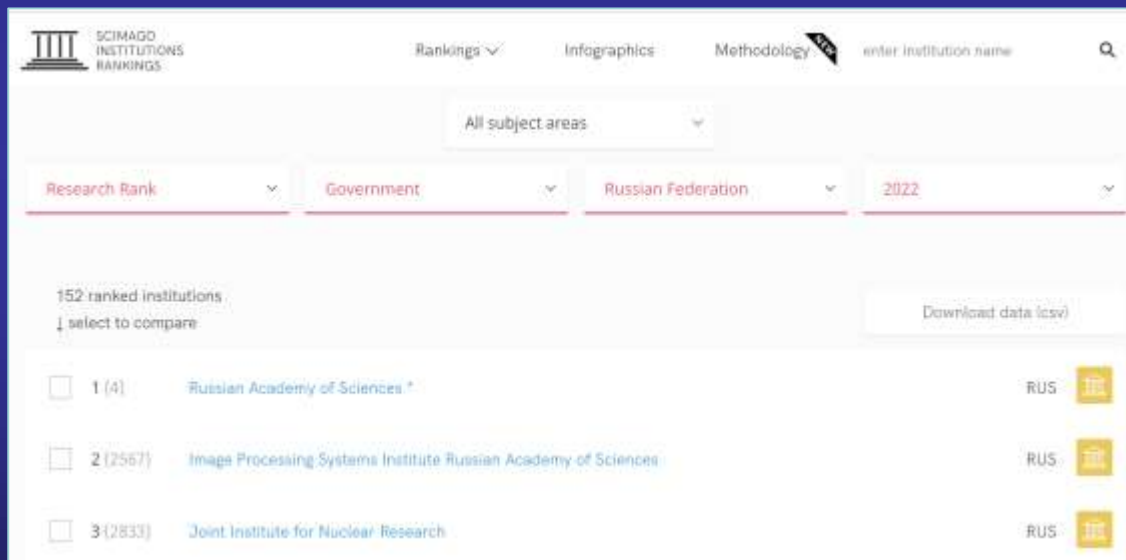 SCIMAGO
INSTITUTIONS
RANKINGS
Rankings
Infographics
Methodology
NEW
enter institution name
All subject areas
Research Rank
Government
Russian Federation
2022
152 ranked institutions
↓ select to compare
Download data (csv)
1 (4) Russian Academy of Sciences * RUS
2 (2567) Image Processing Systems Institute Russian Academy of Sciences RUS
3 (2833) Joint Institute for Nuclear Research RUS